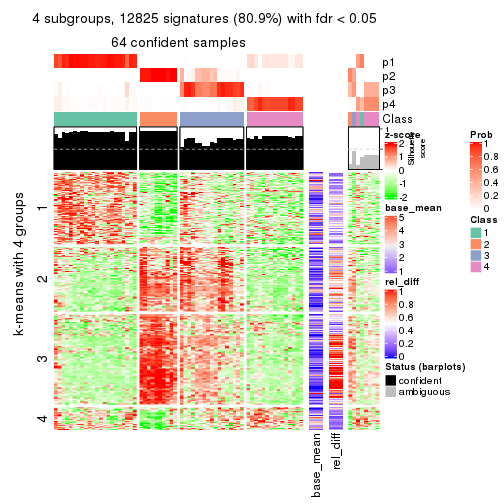 4 subgroups, 12825 signatures (80.9%) with fdr < 0.05
64 confident samples
p1
p2
p3
p4
Class
1
Silhouette
score
k-means with 4 groups
1
2
3
4
base_mean
rel_diff
z-score
2
1
0
-1
-2
base_mean
5
4
3
2
1
rel_diff
1
0.8
0.6
0.4
0.2
0
Status (barplots)
confident
ambiguous
Prob
1
0.8
0.6
0.4
0.2
0
Class
1
2
3
4